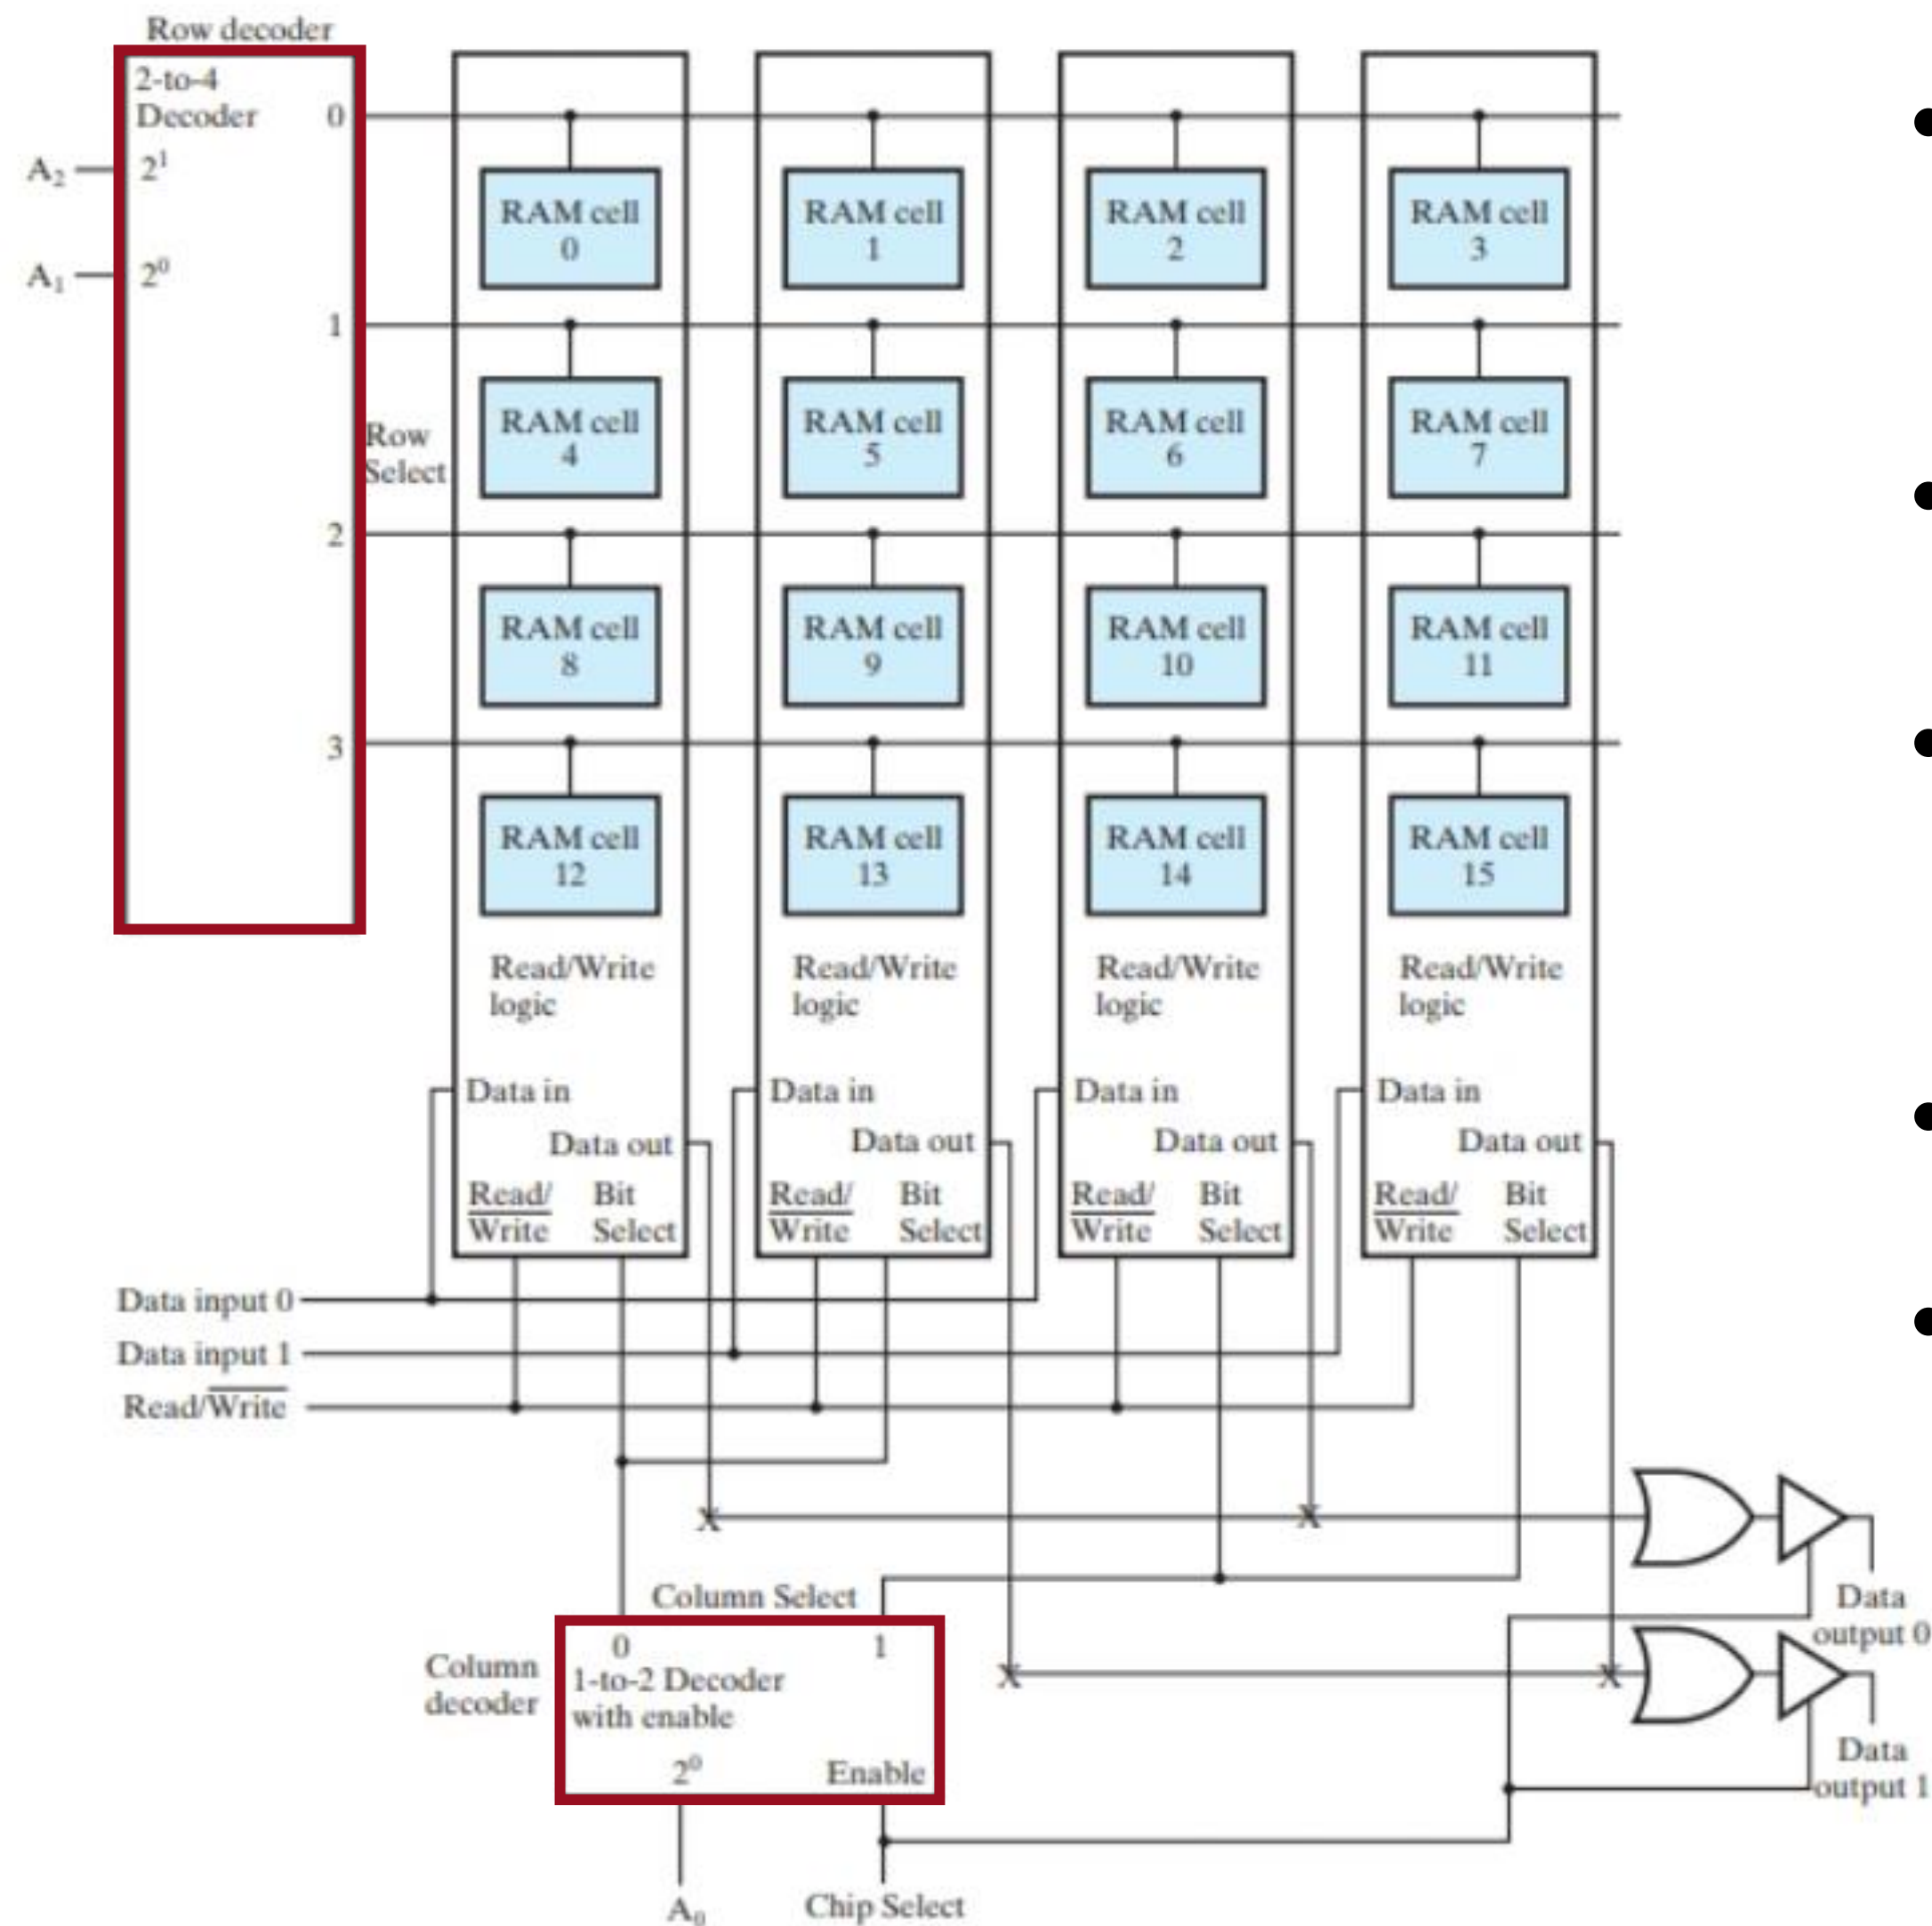 Row decoder
2-to-4
Decoder
0
A₂
2¹
A₁
2⁰
RAM cell
0
RAM cell
1
RAM cell
2
RAM cell
3
1
Row
Select
RAM cell
4
RAM cell
5
RAM cell
6
RAM cell
7
2
RAM cell
8
RAM cell
9
RAM cell
10
RAM cell
11
3
RAM cell
12
RAM cell
13
RAM cell
14
RAM cell
15
Read/Write
logic
Read/Write
logic
Read/Write
logic
Read/Write
logic
Data in
Data out
Read/
Write
Bit
Select
Data in
Data out
Read/
Write
Bit
Select
Data in
Data out
Read/
Write
Bit
Select
Data in
Data out
Read/
Write
Bit
Select
Data input 0
Data input 1
Read/Write
X
X
Column Select
Data
output 0
Column
decoder
0
1
1-to-2 Decoder
with enable
2⁰
Enable
X
X
Data
output 1
A₀
Chip Select